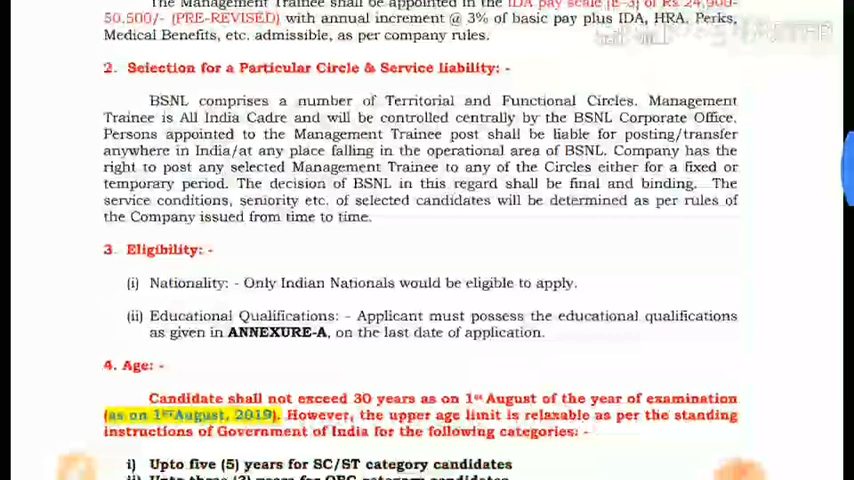 The Management Trainee shall be appointed in the IDA pay scale [E-3] of Rs 24,900-
50,500/- (PRE-REVISED) with annual increment @ 3% of basic pay plus IDA, HRA, Perks,
Medical Benefits, etc. admissible, as per company rules.
2. Selection for a Particular Circle & Service liability: -
BSNL comprises a number of Territorial and Functional Circles. Management
Trainee is All India Cadre and will be controlled centrally by the BSNL Corporate Office.
Persons appointed to the Management Trainee post shall be liable for posting/transfer
anywhere in India/at any place falling in the operational area of BSNL. Company has the
right to post any selected Management Trainee to any of the Circles either for a fixed or
temporary period. The decision of BSNL in this regard shall be final and binding. The
service conditions, seniority etc. of selected candidates will be determined as per rules of
the Company issued from time to time.
3. Eligibility: -
(i) Nationality: - Only Indian Nationals would be eligible to apply.
(ii) Educational Qualifications: - Applicant must possess the educational qualifications
as given in ANNEXURE-A, on the last date of application.
4. Age: -
Candidate shall not exceed 30 years as on 1st August of the year of examination
(as on 1st August, 2019). However, the upper age limit is relaxable as per the standing
instructions of Government of India for the following categories: -
i) Upto five (5) years for SC/ST category candidates
ii) Upto three (3) years for OBC category candidates